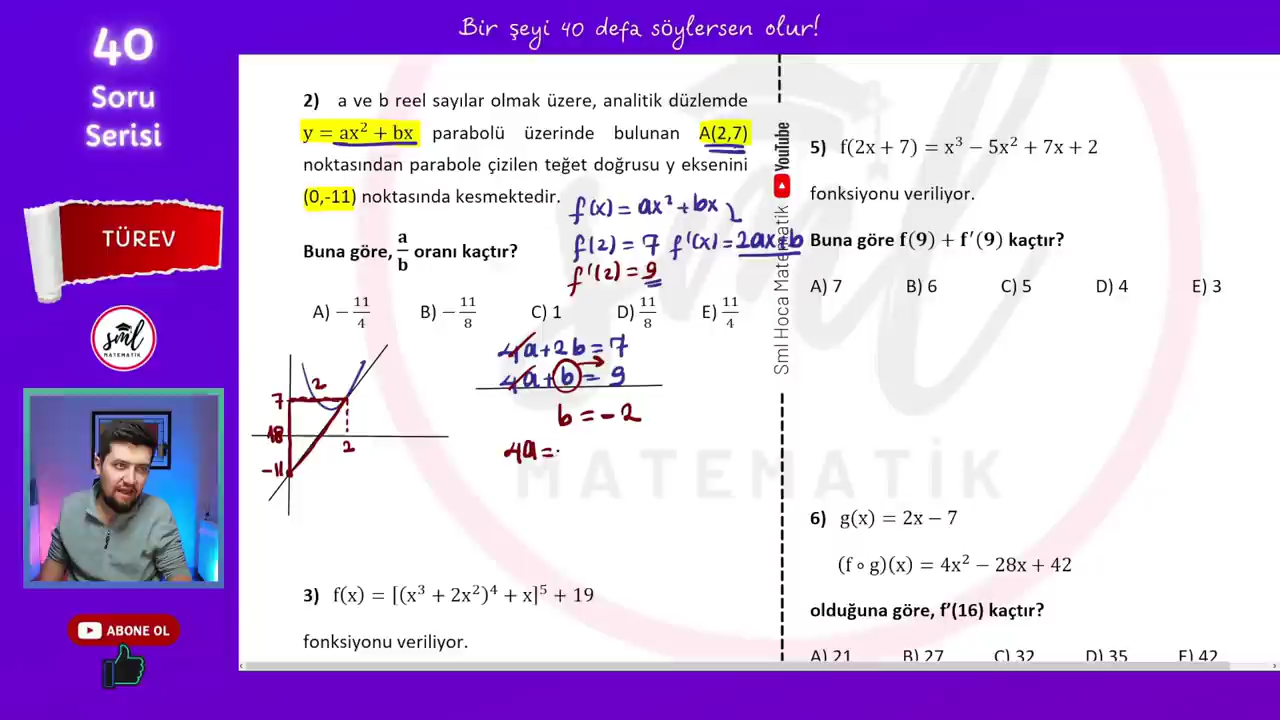 Bir şeyi 40 defa söylersen olur!
40
Soru
Serisi
TÜREV
sml
MATEMATİK
ABONE OL
2) a ve b reel sayılar olmak üzere, analitik düzlemde
y = ax² + bx parabolü üzerinde bulunan A(2,7)
noktasından parabole çizilen teğet doğrusu y eksenini
(0,-11) noktasında kesmektedir.
f(x) = ax² + bx
f(2) = 7 f'(x) = 2ax+b
f'(2) = 9
Buna göre, a/b oranı kaçtır?
A) −11/4 B) −11/8 C) 1 D) 11/8 E) 11/4
4a+2b=7
4a+b=9
b=-2
4a=
2
7
18
2
-11
3) f(x) = [(x³ + 2x²)⁴ + x]⁵ + 19
fonksiyonu veriliyor.
Sml Hoca Matematik YouTube
sml
MATEMATİK
5) f(2x + 7) = x³ − 5x² + 7x + 2
fonksiyonu veriliyor.
Buna göre f(9) + f′(9) kaçtır?
A) 7 B) 6 C) 5 D) 4 E) 3
6) g(x) = 2x − 7
(f ∘ g)(x) = 4x² − 28x + 42
olduğuna göre, f'(16) kaçtır?
A) 21 B) 27 C) 32 D) 35 E) 42